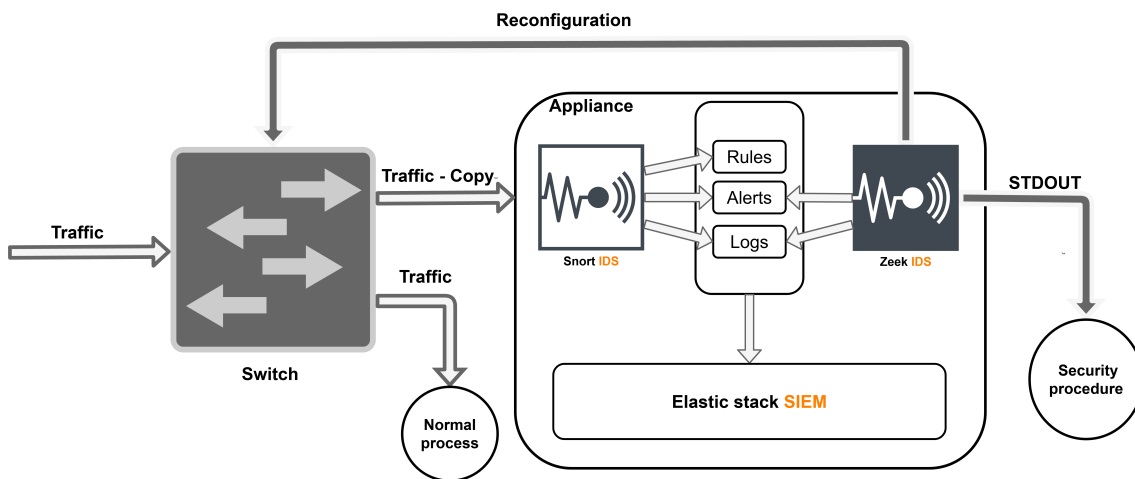 Reconfiguration
Appliance
Rules
Traffic - Copy
STDOUT
Alerts
Traffic
Logs
Snort IDS
Zeek IDS
Traffic
Switch
Security
procedure
Elastic stack SIEM
Normal
process